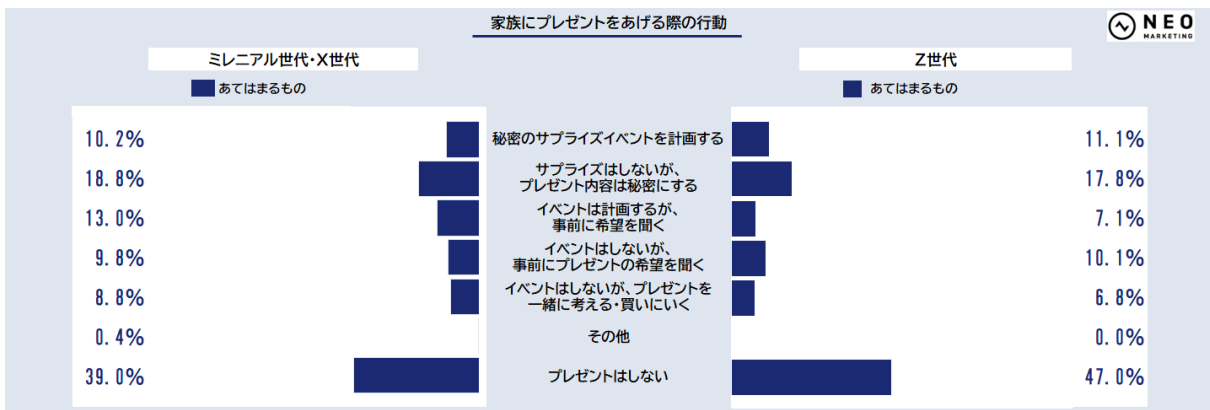 家族にプレゼントをあげる際の行動
NEO
MARKETING
ミレニアル世代・X世代
Z世代
あてはまるもの
あてはまるもの
10.2%
秘密のサプライズイベントを計画する
11.1%
18.8%
サプライズはしないが、
プレゼント内容は秘密にする
17.8%
13.0%
イベントは計画するが、
事前に希望を聞く
7.1%
9.8%
イベントはしないが、
事前にプレゼントの希望を聞く
10.1%
8.8%
イベントはしないが、プレゼントを
一緒に考える・買いにいく
6.8%
0.4%
その他
0.0%
39.0%
プレゼントはしない
47.0%